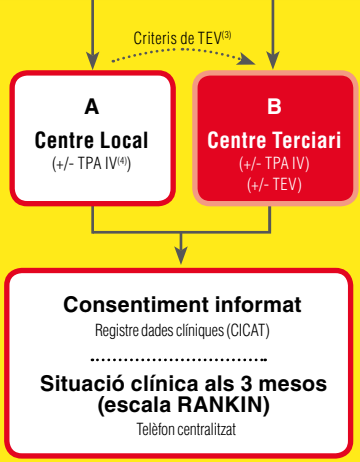 Criteris de TEV(3)
A
Centre Local
(+/- TPA IV(4))
B
Centre Terciari
(+/- TPA IV)
(+/- TEV)
Consentiment informat
Registre dades clíniques (CICAT)
Situació clínica als 3 mesos
(escala RANKIN)
Telèfon centralitzat